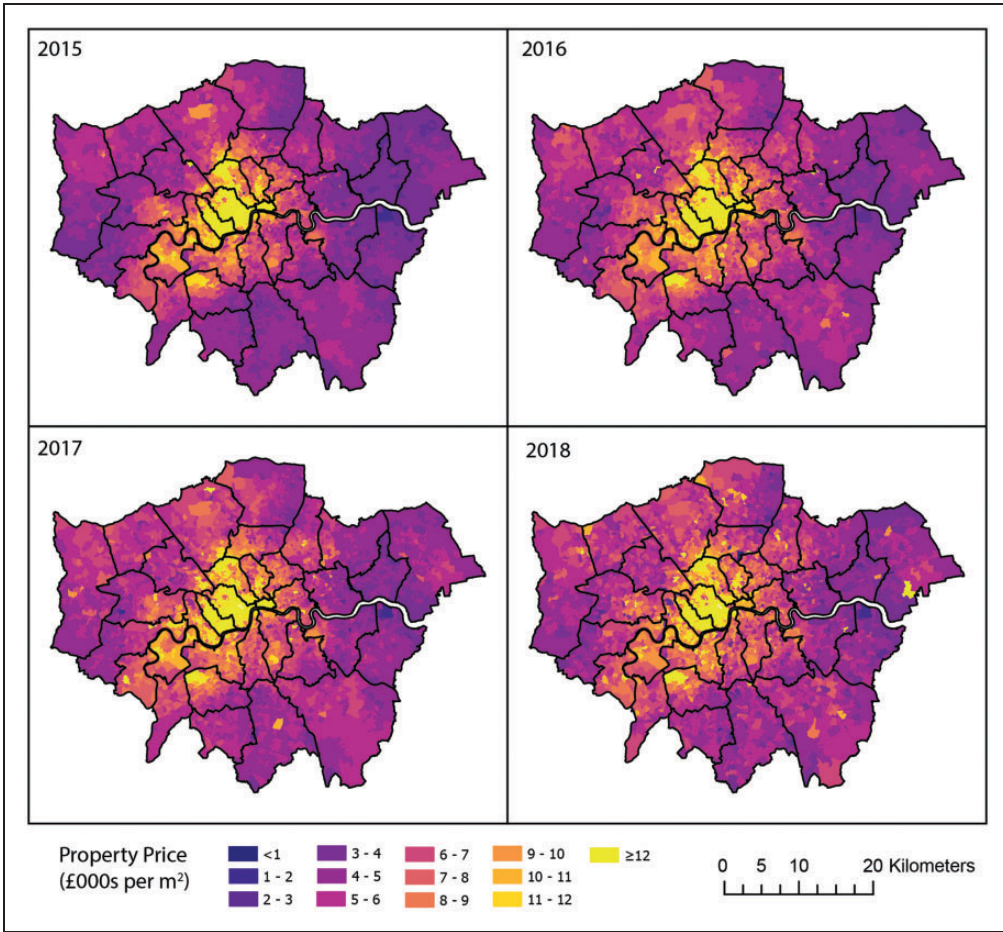 2015
2016
2017
2018
Property Price
(£000s per m²)
<1
1 - 2
2 - 3
3 - 4
4 - 5
5 - 6
6 - 7
7 - 8
8 - 9
9 - 10
10 - 11
11 - 12
≥12
0 5 10 20 Kilometers